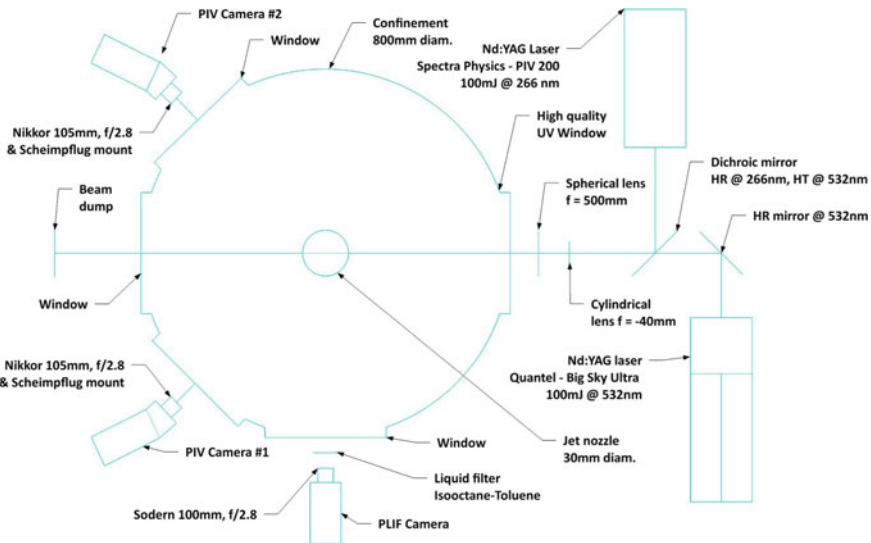 PIV Camera #2
Window
Confinement
800mm diam.
Nd:YAG Laser
Spectra Physics - PIV 200
100mJ @ 266 nm
Nikkor 105mm, f/2.8
& Scheimpflug mount
High quality
UV Window
Beam
dump
Spherical lens
f = 500mm
Dichroic mirror
HR @ 266nm, HT @ 532nm
HR mirror @ 532nm
Window
Cylindrical
lens f = -40mm
Nikkor 105mm, f/2.8
& Scheimpflug mount
Nd:YAG laser
Quantel - Big Sky Ultra
100mJ @ 532nm
PIV Camera #1
Window
Jet nozzle
30mm diam.
Liquid filter
Isooctane-Toluene
Sodern 100mm, f/2.8
PLIF Camera